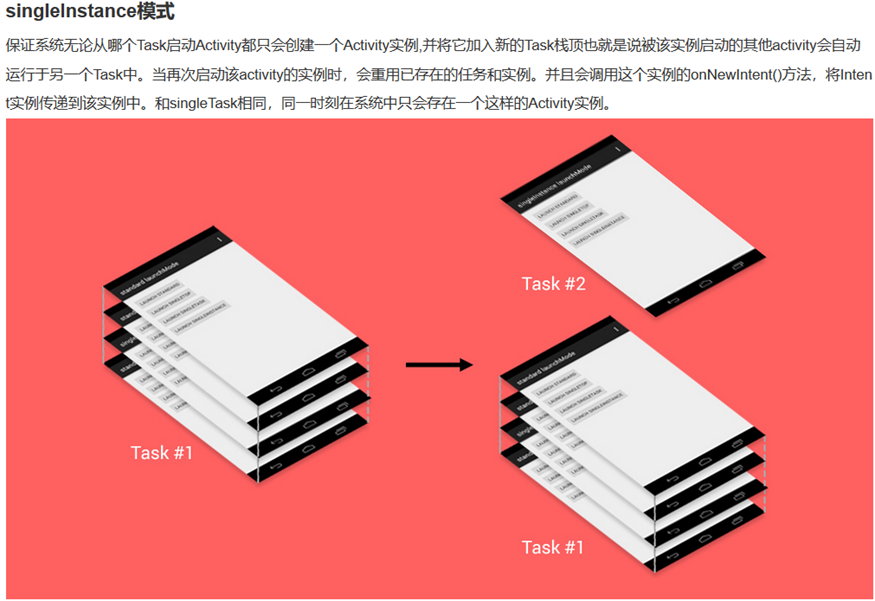 singleInstance模式
保证系统无论从哪个Task启动Activity都只会创建一个Activity实例,并将它加入新的Task栈顶也就是说被该实例启动的其他activity会自动
运行于另一个Task中。当再次启动该activity的实例时，会重用已存在的任务和实例。并且会调用这个实例的onNewIntent()方法，将Inten
t实例传递到该实例中。和singleTask相同，同一时刻在系统中只会存在一个这样的Activity实例。
singleInstance launchMode
LAUNCH STANDARD
LAUNCH SINGLETOP
LAUNCH SINGLETASK
LAUNCH SINGLEINSTANCE
Task #2
standard launchMode
LAUNCH STANDARD
LAUNCH SINGLETOP
LAUNCH SINGLETASK
LAUNCH SINGLEINSTANCE
Task #1
standard launchMode
LAUNCH STANDARD
LAUNCH SINGLETOP
LAUNCH SINGLETASK
LAUNCH SINGLEINSTANCE
Task #1